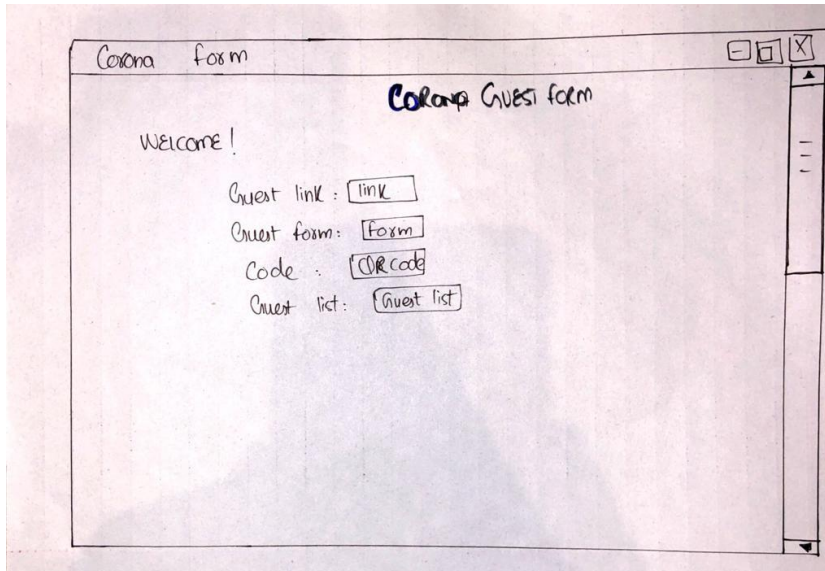 Corona form
CORONA GUEST FORM
WELCOME!
Guest link : link
Guest form: Form
Code : QR code
Guest list: Guest list